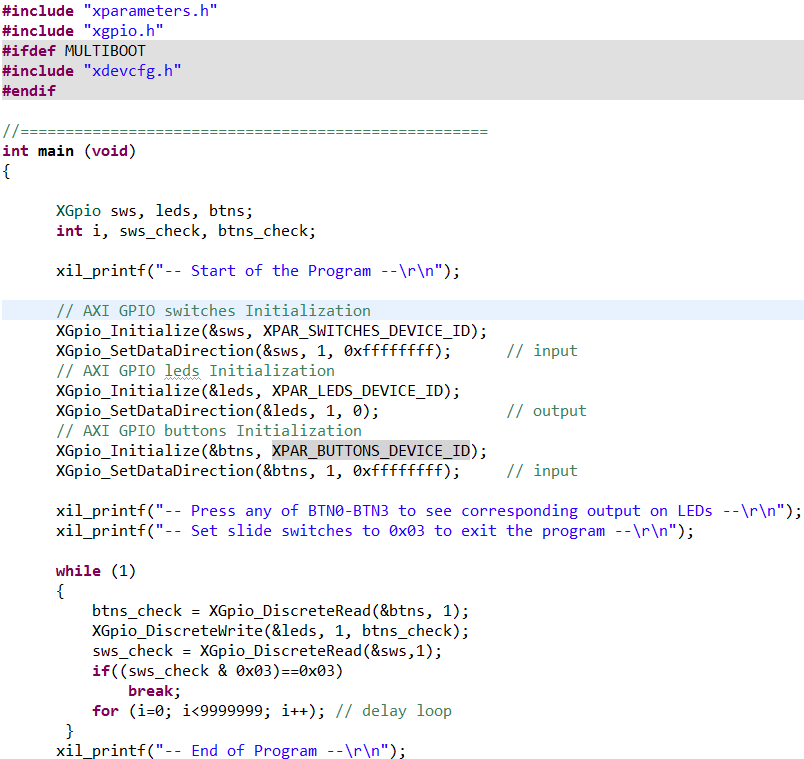 #include "xparameters.h"
#include "xgpio.h"
#ifdef MULTIBOOT
#include "xdevcfg.h"
#endif
//====================================================
int main (void)
{
XGpio sws, leds, btns;
int i, sws_check, btns_check;
xil_printf("-- Start of the Program --\r\n");
// AXI GPIO switches Initialization
XGpio_Initialize(&sws, XPAR_SWITCHES_DEVICE_ID);
XGpio_SetDataDirection(&sws, 1, 0xffffffff); // input
// AXI GPIO leds Initialization
XGpio_Initialize(&leds, XPAR_LEDS_DEVICE_ID);
XGpio_SetDataDirection(&leds, 1, 0); // output
// AXI GPIO buttons Initialization
XGpio_Initialize(&btns, XPAR_BUTTONS_DEVICE_ID);
XGpio_SetDataDirection(&btns, 1, 0xffffffff); // input
xil_printf("-- Press any of BTN0-BTN3 to see corresponding output on LEDs --\r\n");
xil_printf("-- Set slide switches to 0x03 to exit the program --\r\n");
while (1)
{
btns_check = XGpio_DiscreteRead(&btns, 1);
XGpio_DiscreteWrite(&leds, 1, btns_check);
sws_check = XGpio_DiscreteRead(&sws,1);
if((sws_check & 0x03)==0x03)
break;
for (i=0; i<9999999; i++); // delay loop
}
xil_printf("-- End of Program --\r\n");